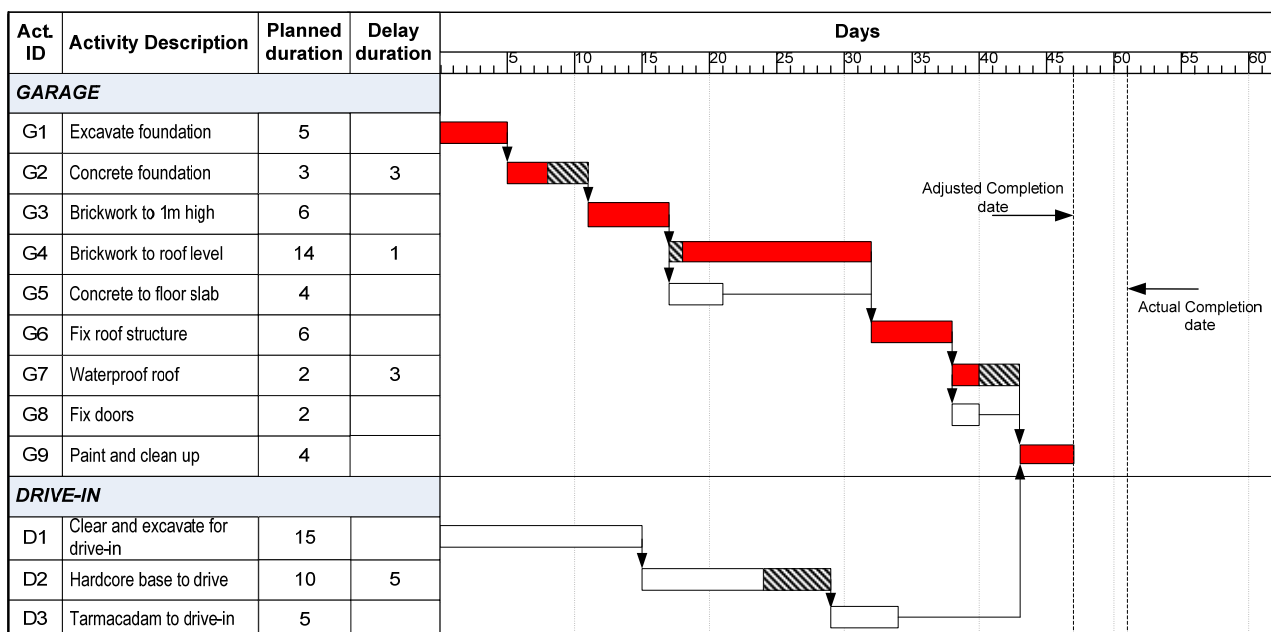 Act. ID Activity Description Planned duration Delay duration Days
5 10 15 20 25 30 35 40 45 50 55 60
GARAGE
G1 Excavate foundation 5
G2 Concrete foundation 3 3
G3 Brickwork to 1m high 6
G4 Brickwork to roof level 14 1
G5 Concrete to floor slab 4
G6 Fix roof structure 6
G7 Waterproof roof 2 3
G8 Fix doors 2
G9 Paint and clean up 4
Adjusted Completion
date
Actual Completion
date
DRIVE-IN
D1 Clear and excavate for drive-in 15
D2 Hardcore base to drive 10 5
D3 Tarmacadam to drive-in 5